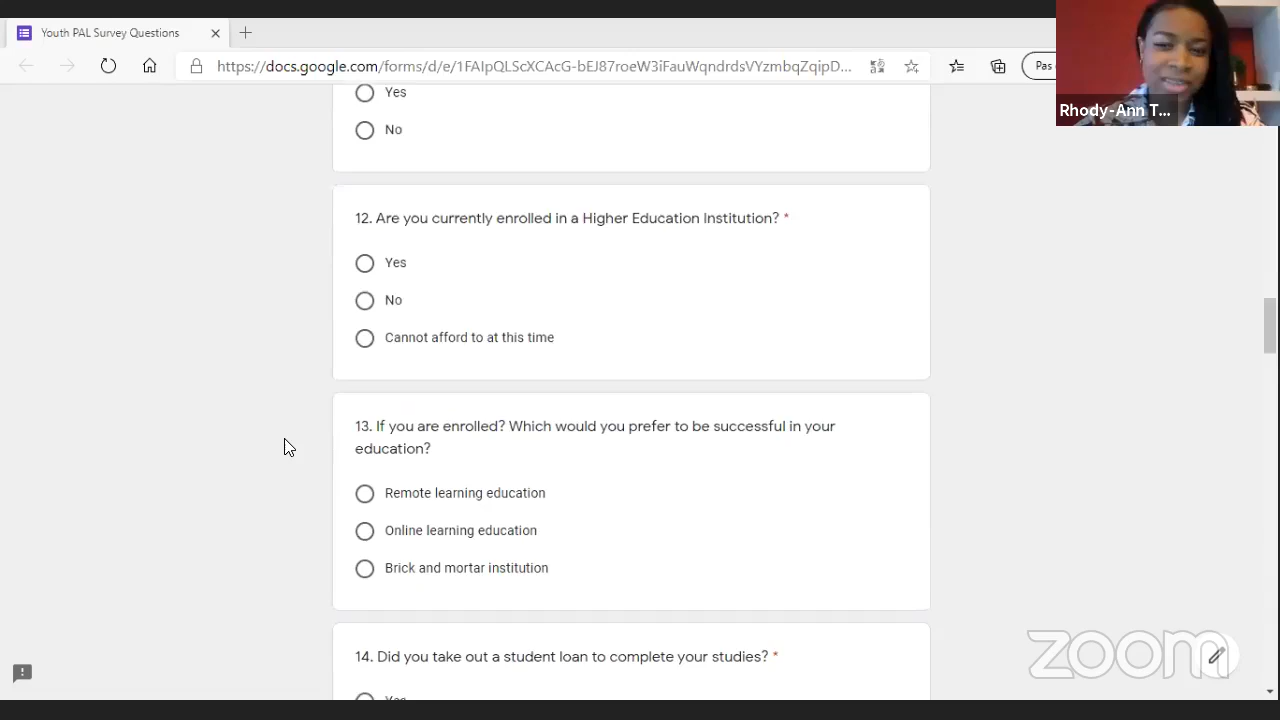 Youth PAL Survey Questions
https://docs.google.com/forms/d/e/1FAIpQLScXCAcG-bEJ87roeW3iFauWqndrdsVYzmbqZqipD...
Pas
Rhody-Ann T...
Yes
No
12. Are you currently enrolled in a Higher Education Institution? *
Yes
No
Cannot afford to at this time
13. If you are enrolled? Which would you prefer to be successful in your
education?
Remote learning education
Online learning education
Brick and mortar institution
14. Did you take out a student loan to complete your studies? *
Yes
zoom